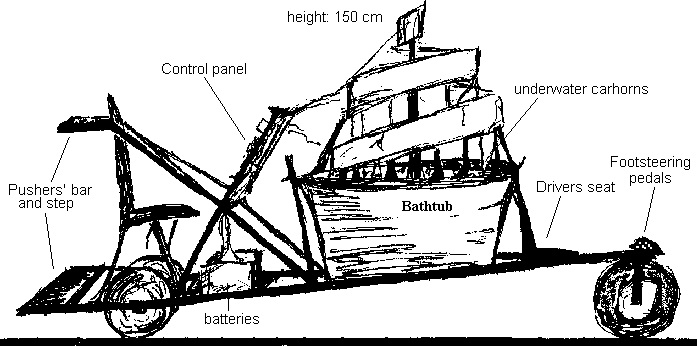 height: 150 cm
Control panel
underwater carhorns
Footsteering
pedals
Pushers' bar
and step
Drivers seat
Bathtub
batteries